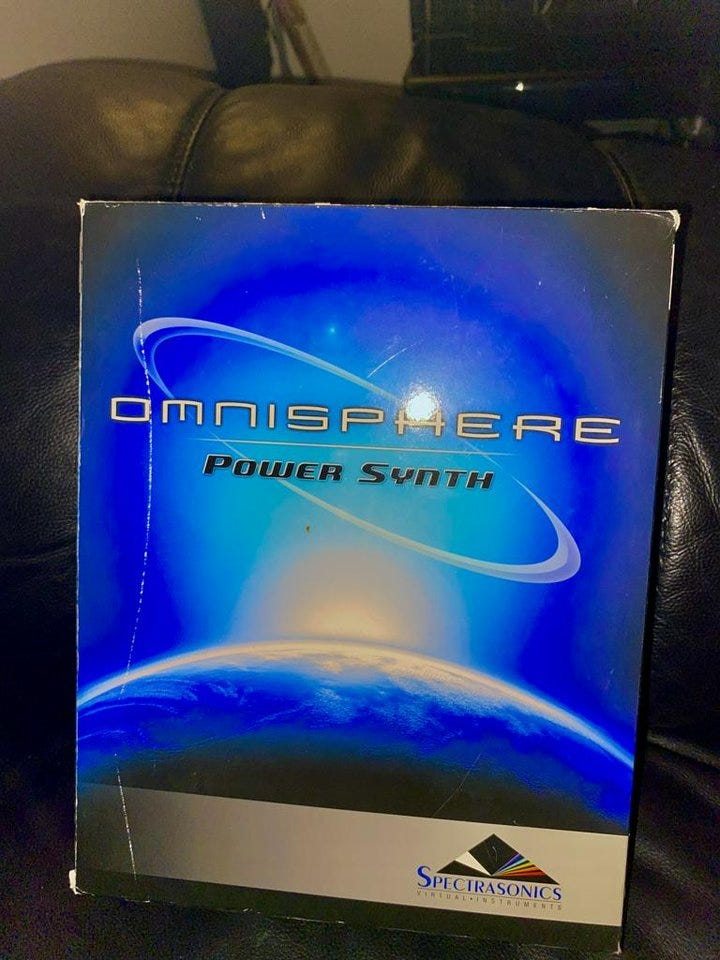 OMNISPHERE
POWER SYNTH
SPECTRASONICS
VIRTUAL • INSTRUMENTS